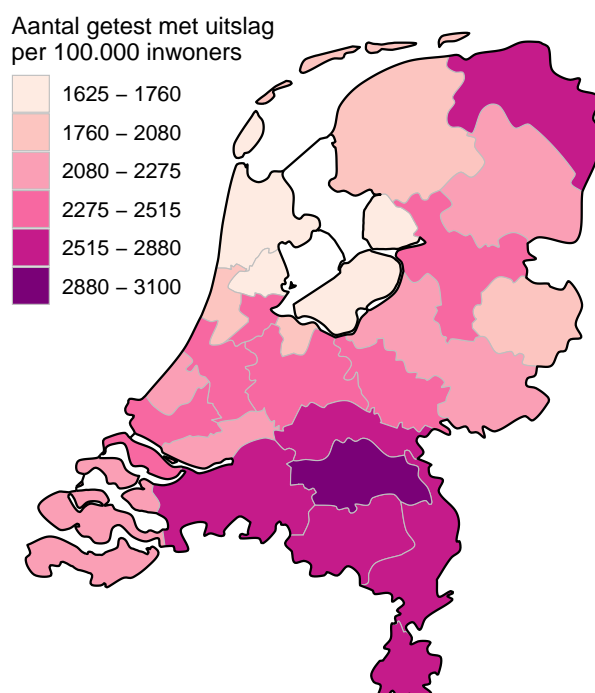 Aantal getest met uitslag
per 100.000 inwoners
1625 – 1760
1760 – 2080
2080 – 2275
2275 – 2515
2515 – 2880
2880 – 3100